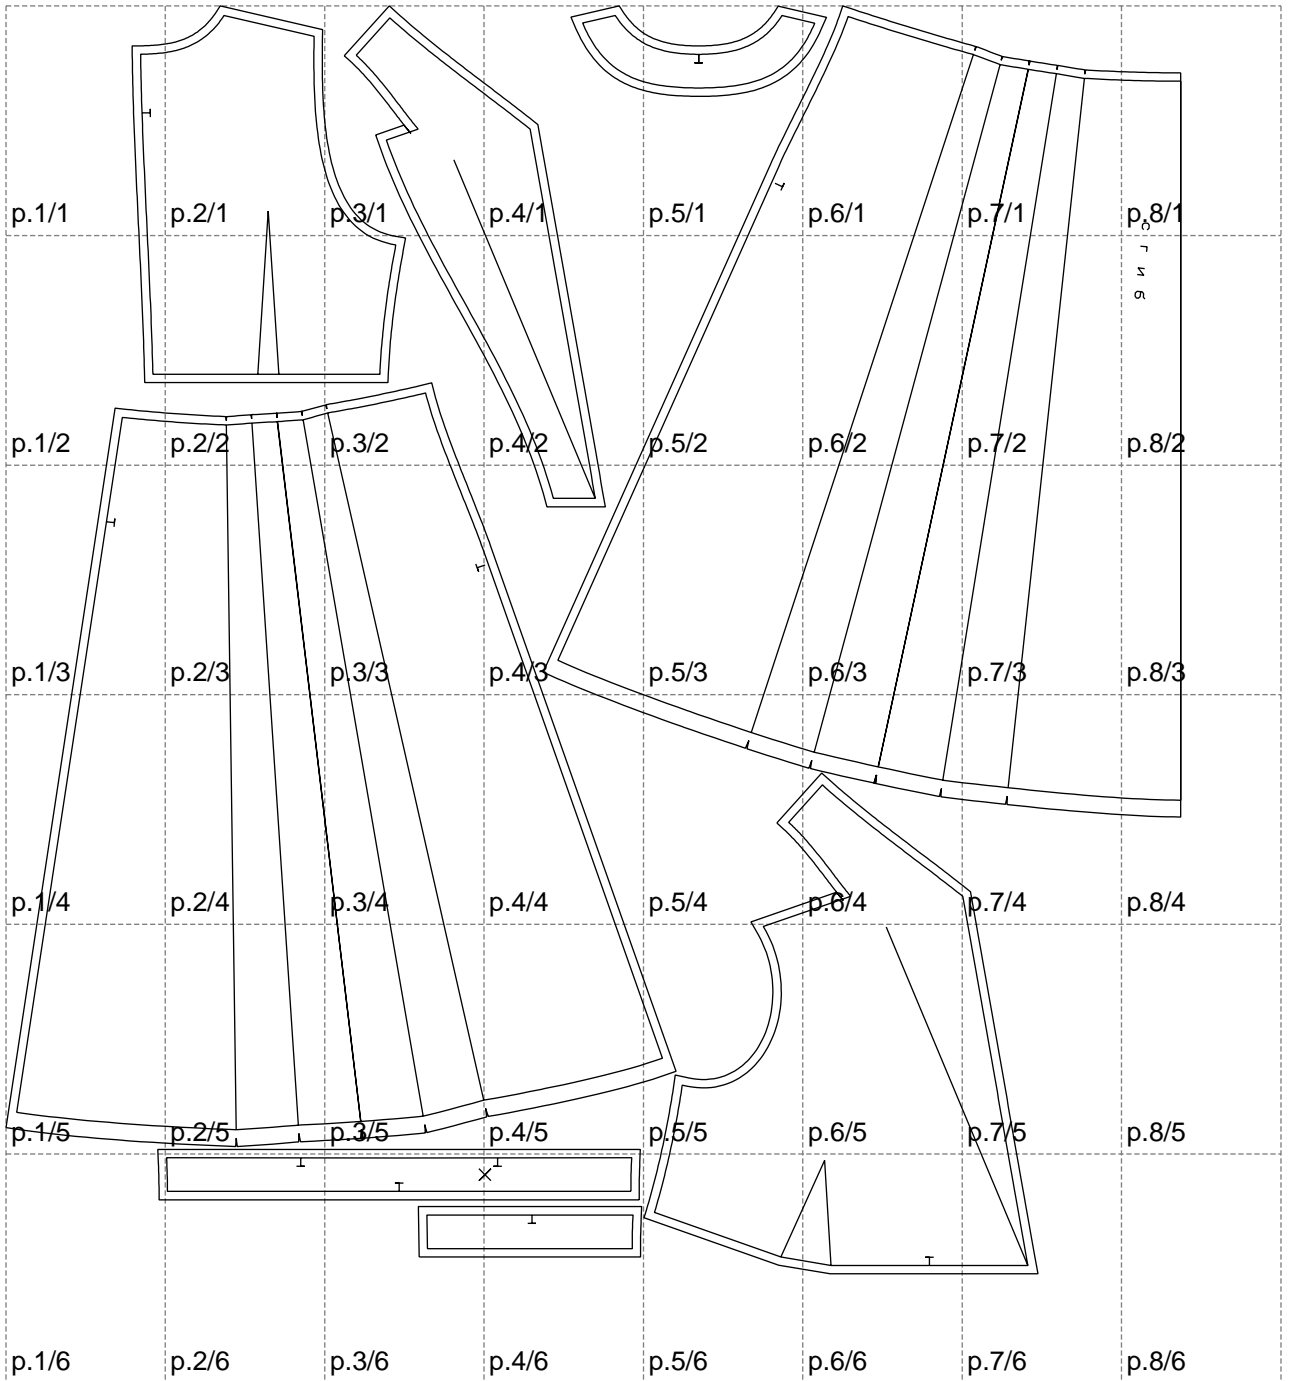 p.1/1 p.2/1 p.3/1 p.4/1 p.5/1 p.6/1 p.7/1 p.8/1
сгиб
p.1/2 p.2/2 p.3/2 p.4/2 p.5/2 p.6/2 p.7/2 p.8/2
p.1/3 p.2/3 p.3/3 p.4/3 p.5/3 p.6/3 p.7/3 p.8/3
p.1/4 p.2/4 p.3/4 p.4/4 p.5/4 p.6/4 p.7/4 p.8/4
p.1/5 p.2/5 p.3/5 p.4/5 p.5/5 p.6/5 p.7/5 p.8/5
p.1/6 p.2/6 p.3/6 p.4/6 p.5/6 p.6/6 p.7/6 p.8/6